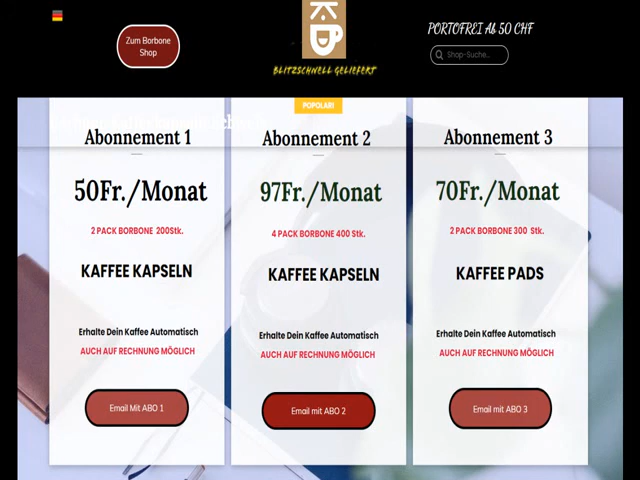 Zum Borbone
Shop
BLITZSCHNELL GELIEFERT
PORTOFREI Ab 50 CHF
Shop-Suche...
Abonnement 1
50Fr./Monat
2 PACK BORBONE 200Stk.
KAFFEE KAPSELN
Erhalte Dein Kaffee Automatisch
AUCH AUF RECHNUNG MÖGLICH
Email Mit ABO 1
POPOLARI
Abonnement 2
97Fr./Monat
4 PACK BORBONE 400 Stk.
KAFFEE KAPSELN
Erhalte Dein Kaffee Automatisch
AUCH AUF RECHNUNG MÖGLICH
Email mit ABO 2
Abonnement 3
70Fr./Monat
2 PACK BORBONE 300 Stk.
KAFFEE PADS
Erhalte Dein Kaffee Automatisch
AUCH AUF RECHNUNG MÖGLICH
Email mit ABO 3